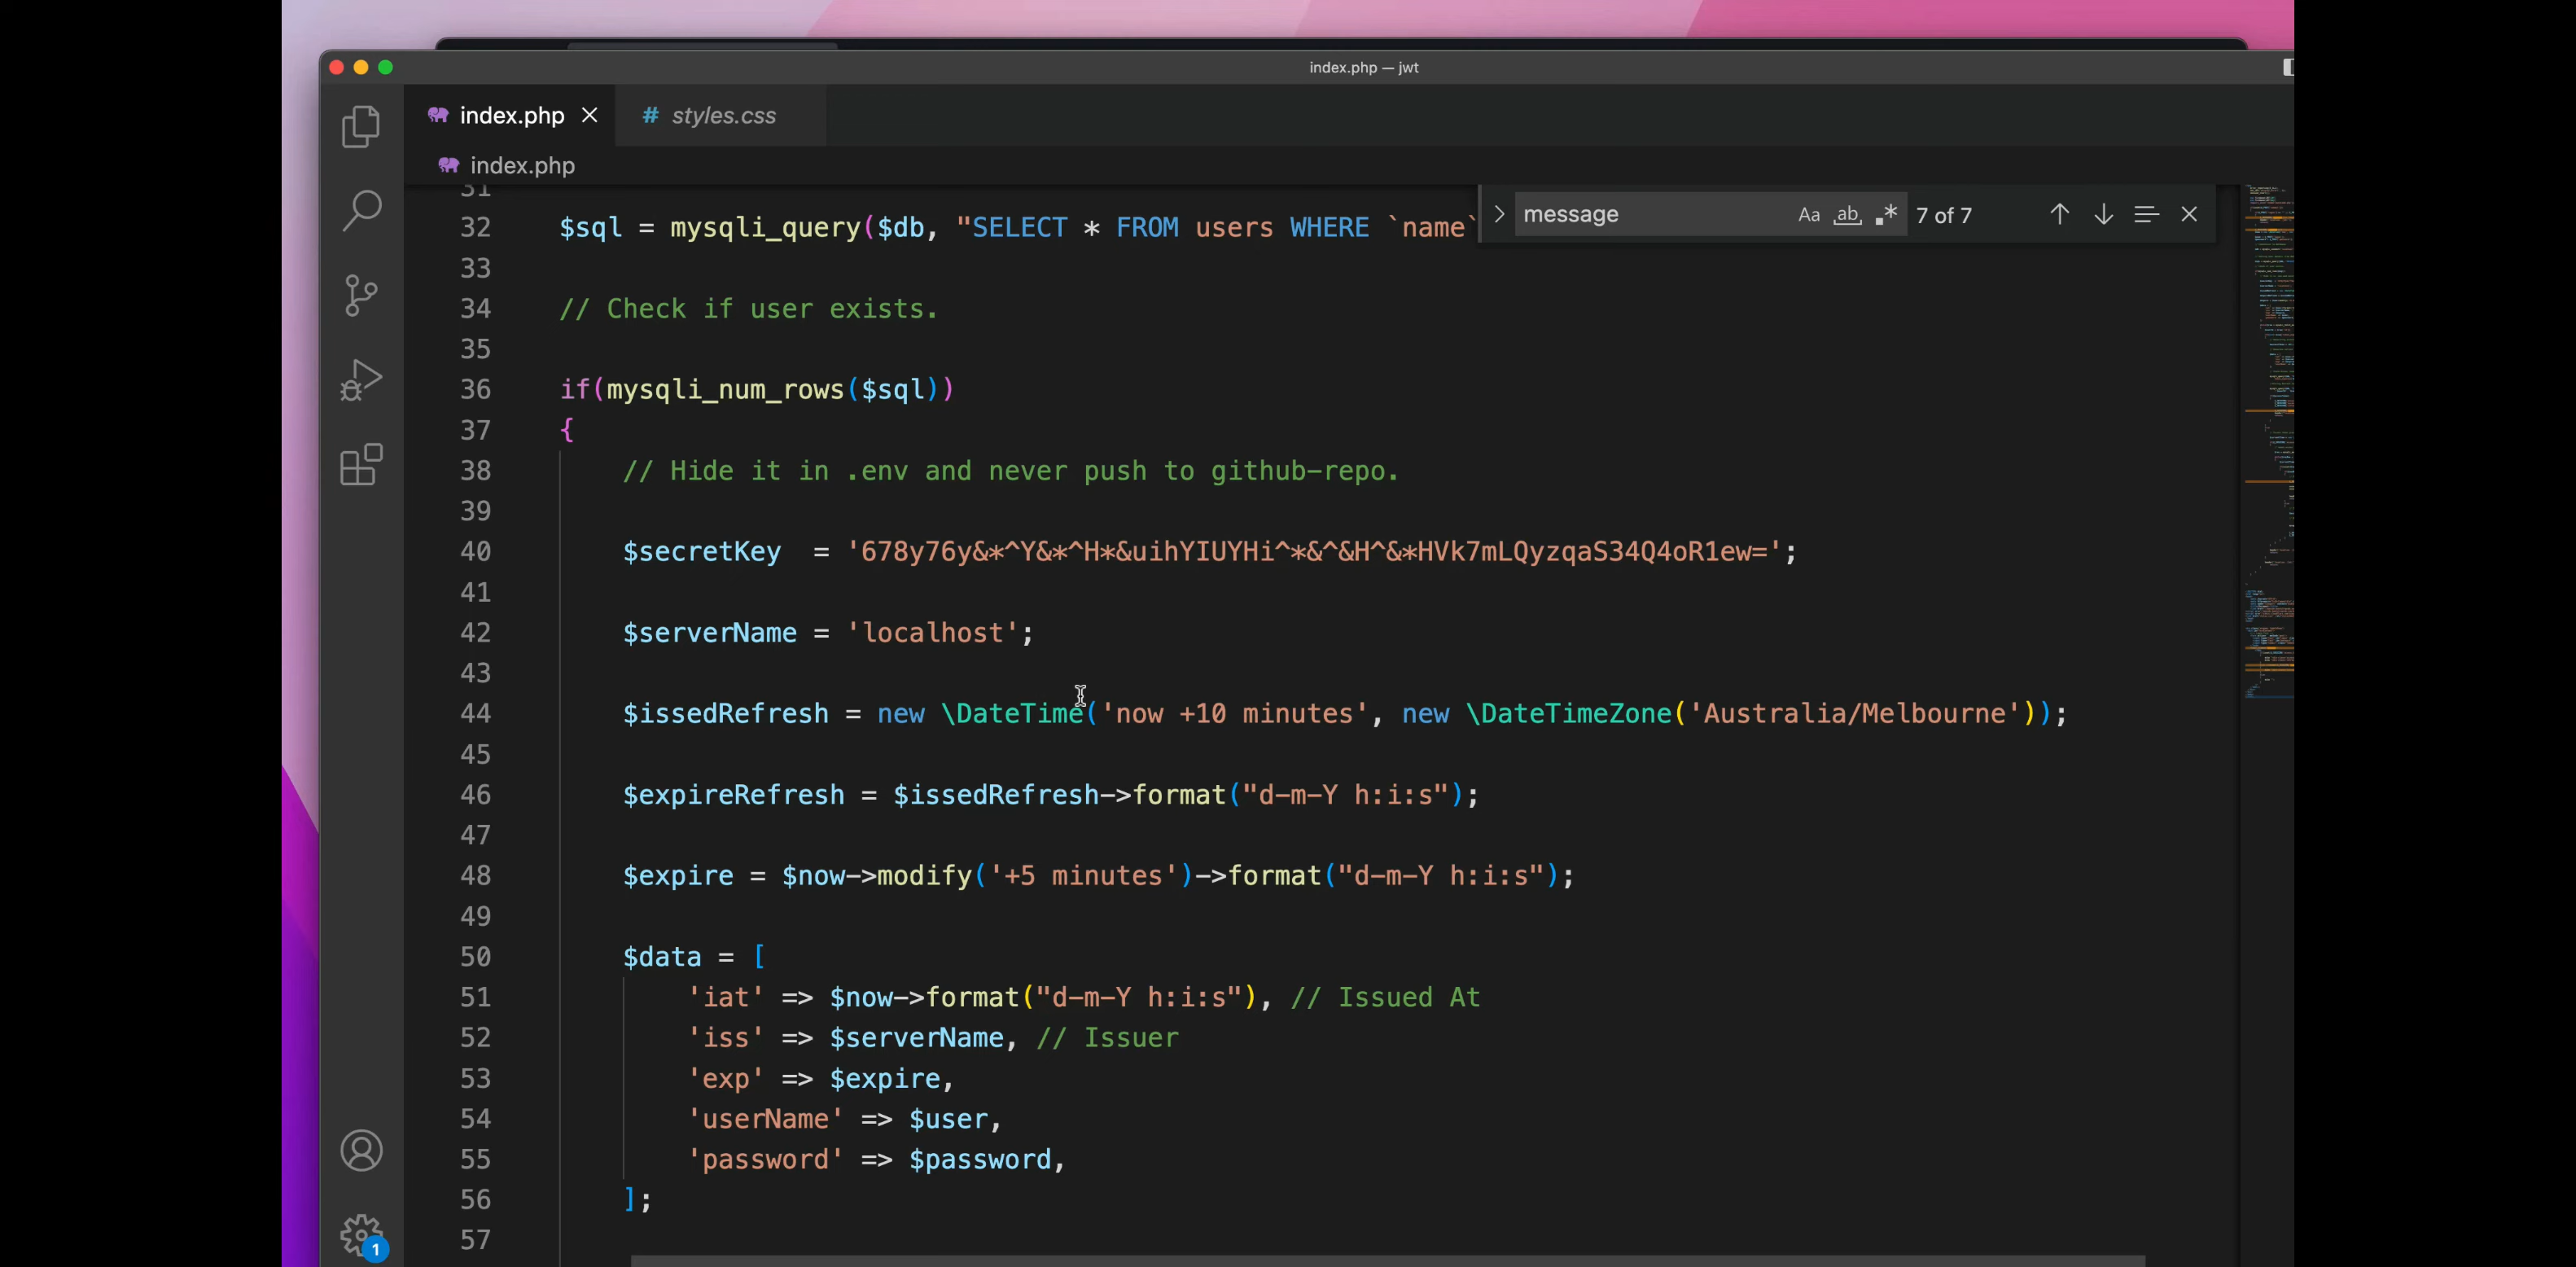 index.php — jwt
index.php
# styles.css
index.php
31
message Aa ab 7 of 7
32 $sql = mysqli_query($db, "SELECT * FROM users WHERE `name`
33
34 // Check if user exists.
35
36 if(mysqli_num_rows($sql))
37 {
38 // Hide it in .env and never push to github-repo.
39
40 $secretKey  = '678y76y&*^Y&*^H*&uihYIUYHi^*&^&H^&*HVk7mLQyzqaS34Q4oR1ew=';
41
42 $serverName = 'localhost';
43
44 $issedRefresh = new \DateTime('now +10 minutes', new \DateTimeZone('Australia/Melbourne'));
45
46 $expireRefresh = $issedRefresh->format("d-m-Y h:i:s");
47
48 $expire = $now->modify('+5 minutes')->format("d-m-Y h:i:s");
49
50 $data = [
51 'iat' => $now->format("d-m-Y h:i:s"), // Issued At
52 'iss' => $serverName, // Issuer
53 'exp' => $expire,
54 'userName' => $user,
55 'password' => $password,
56 ];
57
1